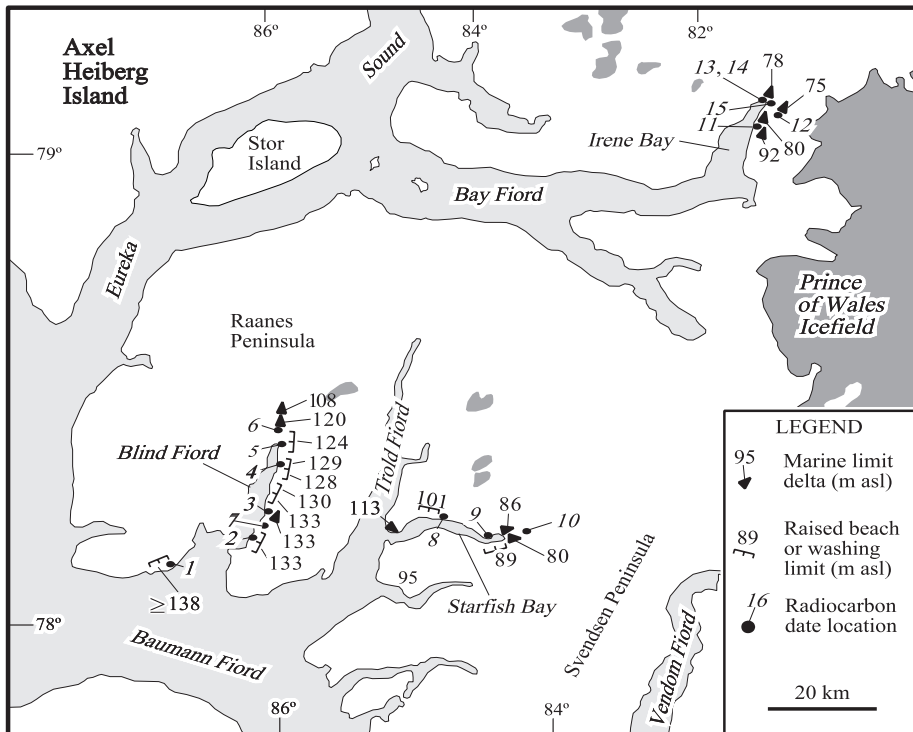 86°
84°
82°
Axel
Heiberg
Island
Sound
13, 14
78
75
15
11
12
Irene Bay
92
80
79°
Stor
Island
Bay Fiord
Eureka
Prince
of Wales
Icefield
Raanes
Peninsula
108
120
6
124
5
Blind Fiord
4
129
128
130
3
133
7
133
2
133
1
≥138
Trold Fiord
113
101
8
9
86
10
89
80
95
Starfish Bay
Svendsen Peninsula
Vendom Fiord
78°
Baumann Fiord
86°
84°
LEGEND
95
Marine limit
delta (m asl)
89
Raised beach
or washing
limit (m asl)
16
Radiocarbon
date location
20 km